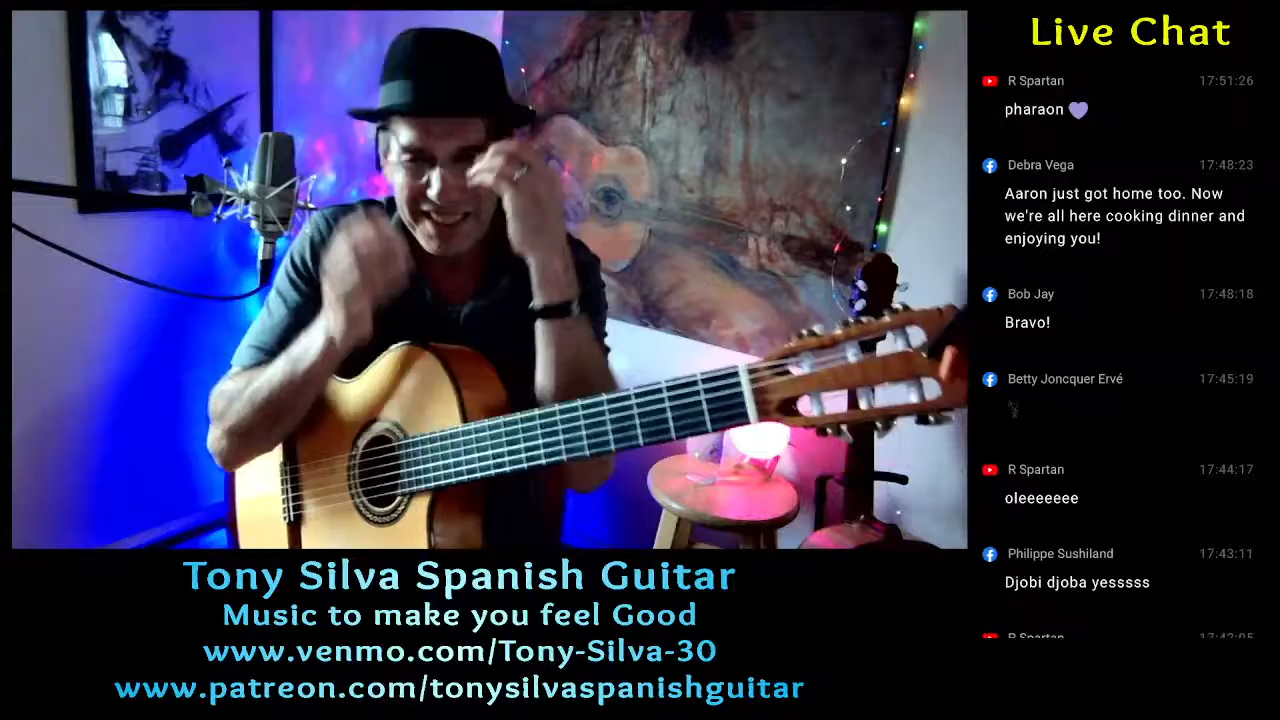 Live Chat
R Spartan 17:51:26
pharaon 💜
Debra Vega 17:48:23
Aaron just got home too. Now
we're all here cooking dinner and
enjoying you!
Bob Jay 17:48:18
Bravo!
Betty Joncquer Ervé 17:45:19
R Spartan 17:44:17
oleeeeeee
Philippe Sushiland 17:43:11
Djobi djoba yesssss
R Spartan
Tony Silva Spanish Guitar
Music to make you feel Good
www.venmo.com/Tony-Silva-30
www.patreon.com/tonysilvaspanishguitar